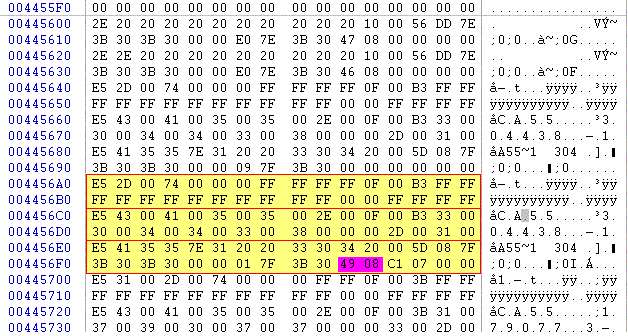 004455F0 00 00 00 00 00 00 00 00 00 00 00 00 00 00 00 00 ................
00445600 2E 20 20 20 20 20 20 20 20 20 20 10 00 56 DD 7E .          ..VÝ~
00445610 3B 30 3B 30 00 00 E0 7E 3B 30 47 08 00 00 00 00 ;0;0..à~;0G.....
00445620 2E 2E 20 20 20 20 20 20 20 20 20 10 00 56 DD 7E ..         ..VÝ~
00445630 3B 30 3B 30 00 00 E0 7E 3B 30 46 08 00 00 00 00 ;0;0..à~;0F.....
00445640 E5 2D 00 74 00 00 00 FF FF FF FF 0F 00 B3 FF FF å-.t...ÿÿÿÿ..³ÿÿ
00445650 FF FF FF FF FF FF FF FF FF FF 00 00 FF FF FF FF ÿÿÿÿÿÿÿÿÿÿ..ÿÿÿÿ
00445660 E5 43 00 41 00 35 00 35 00 2E 00 0F 00 B3 33 00 åC.A.5.5.....³3.
00445670 30 00 34 00 34 00 33 00 38 00 00 00 2D 00 31 00 0.4.4.3.8...-.1.
00445680 E5 41 35 35 7E 31 20 20 33 30 34 20 00 5D 08 7F åA55~1  304 .].▮
00445690 3B 30 3B 30 00 00 09 7F 3B 30 00 00 00 00 00 00 ;0;0...▮;0......
004456A0 E5 2D 00 74 00 00 00 FF FF FF FF 0F 00 B3 FF FF å-.t...ÿÿÿÿ..³ÿÿ
004456B0 FF FF FF FF FF FF FF FF FF FF 00 00 FF FF FF FF ÿÿÿÿÿÿÿÿÿÿ..ÿÿÿÿ
004456C0 E5 43 00 41 00 35 00 35 00 2E 00 0F 00 B3 33 00 åC.A.5.5.....³3.
004456D0 30 00 34 00 34 00 33 00 38 00 00 00 2D 00 31 00 0.4.4.3.8...-.1.
004456E0 E5 41 35 35 7E 31 20 20 33 30 34 20 00 5D 08 7F åA55~1  304 .].▮
004456F0 3B 30 3B 30 00 00 01 7F 3B 30 49 08 C1 07 00 00 ;0;0...▮;0I.Á...
00445700 E5 31 00 2D 00 74 00 00 00 FF FF 0F 00 3B FF FF å1.-.t...ÿÿ..;ÿÿ
00445710 FF FF FF FF FF FF FF FF FF FF 00 00 FF FF FF FF ÿÿÿÿÿÿÿÿÿÿ..ÿÿÿÿ
00445720 E5 43 00 41 00 35 00 35 00 2E 00 0F 00 3B 31 00 åC.A.5.5.....;1.
00445730 37 00 39 00 30 00 37 00 37 00 00 00 33 00 2D 00 7.9.0.7.7...3.-.